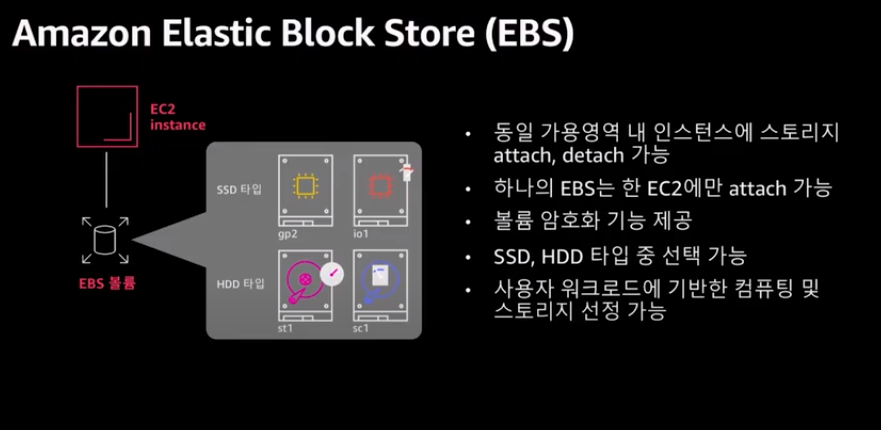 Amazon Elastic Block Store (EBS)
EC2
instance
SSD 타입
gp2
io1
EBS 볼륨
HDD 타입
st1
sc1
• 동일 가용영역 내 인스턴스에 스토리지
attach, detach 가능
• 하나의 EBS는 한 EC2에만 attach 가능
• 볼륨 암호화 기능 제공
• SSD, HDD 타입 중 선택 가능
• 사용자 워크로드에 기반한 컴퓨팅 및
스토리지 선정 가능